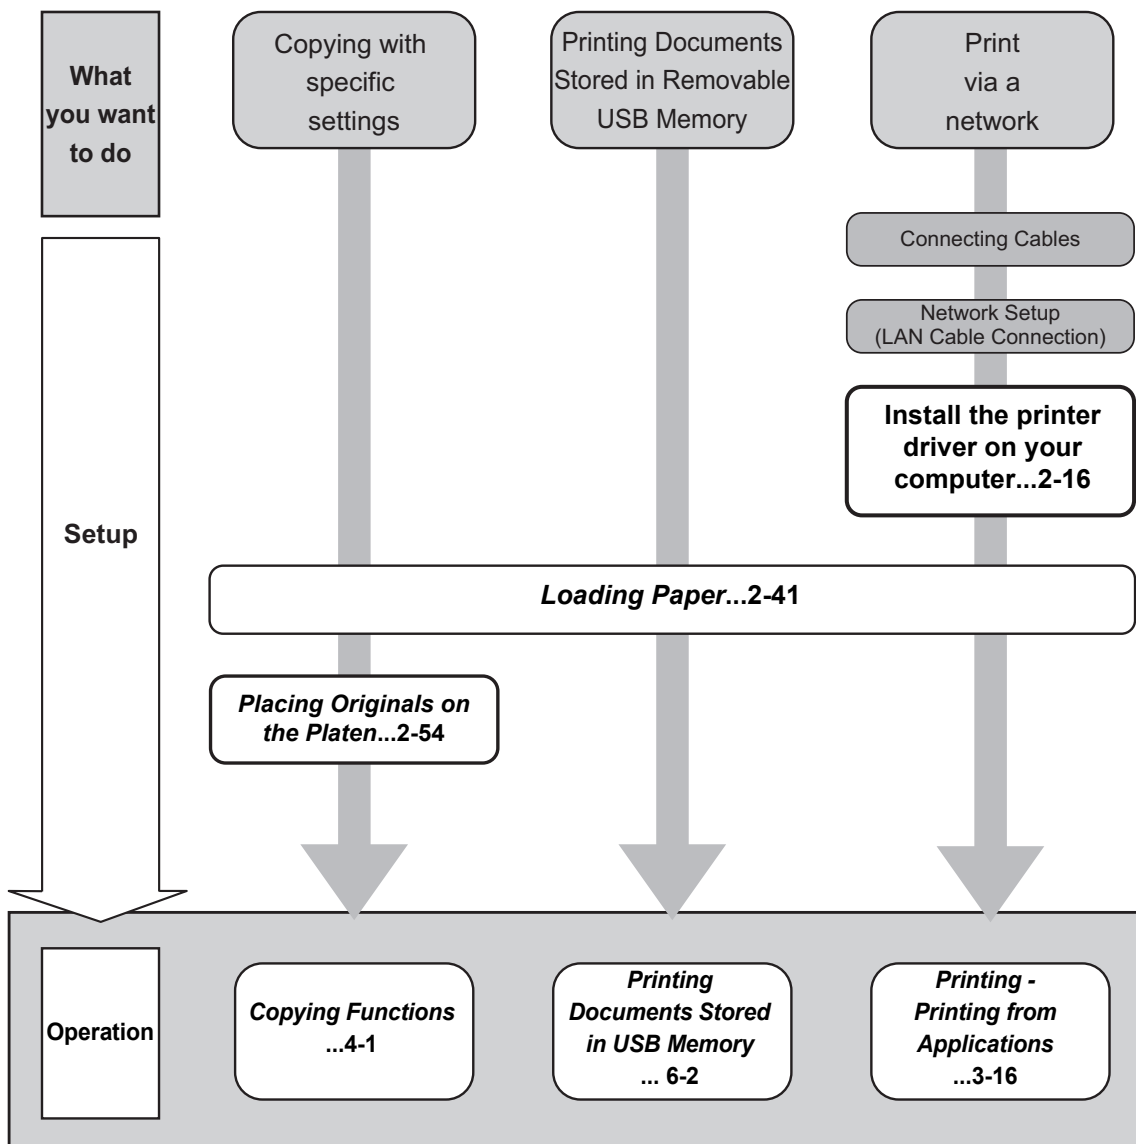 What
you want
to do
Copying with
specific
settings
Printing Documents
Stored in Removable
USB Memory
Print
via a
network
Connecting Cables
Network Setup
(LAN Cable Connection)
Install the printer
driver on your
computer...2-16
Setup
Loading Paper...2-41
Placing Originals on
the Platen...2-54
Operation
Copying Functions
...4-1
Printing
Documents Stored
in USB Memory
... 6-2
Printing -
Printing from
Applications
...3-16